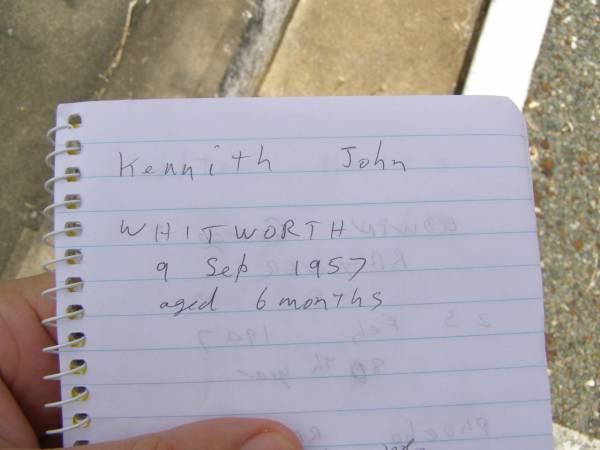 Kennith John
WHITWORTH
9 Sep 1957
aged 6 months